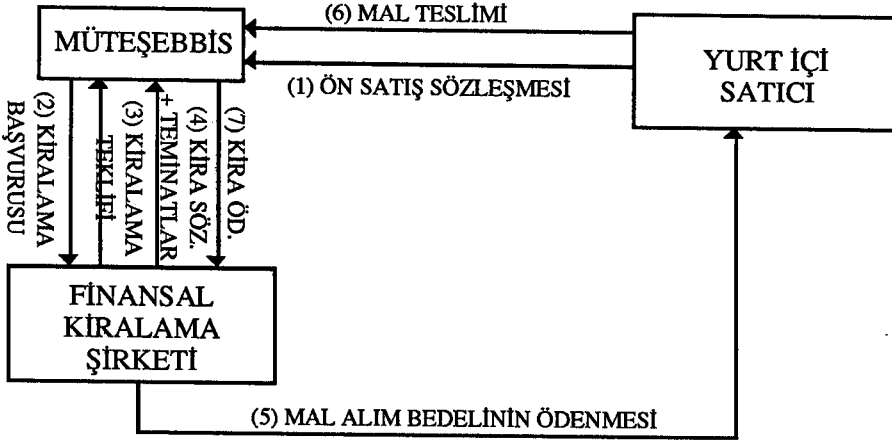 (6) MAL TESLİMİ
MÜTEŞEBBİS
(1) ÖN SATIŞ SÖZLEŞMESİ
YURT İÇİ
SATICI
(2) KİRALAMA
BAŞVURUSU
(3) KİRALAMA
TEKLİFİ
(4) KİRA SÖZ.
+ TEMİNATLAR
(7) KİRA ÖD.
FİNANSAL
KİRALAMA
ŞİRKETİ
(5) MAL ALIM BEDELİNİN ÖDENMESİ